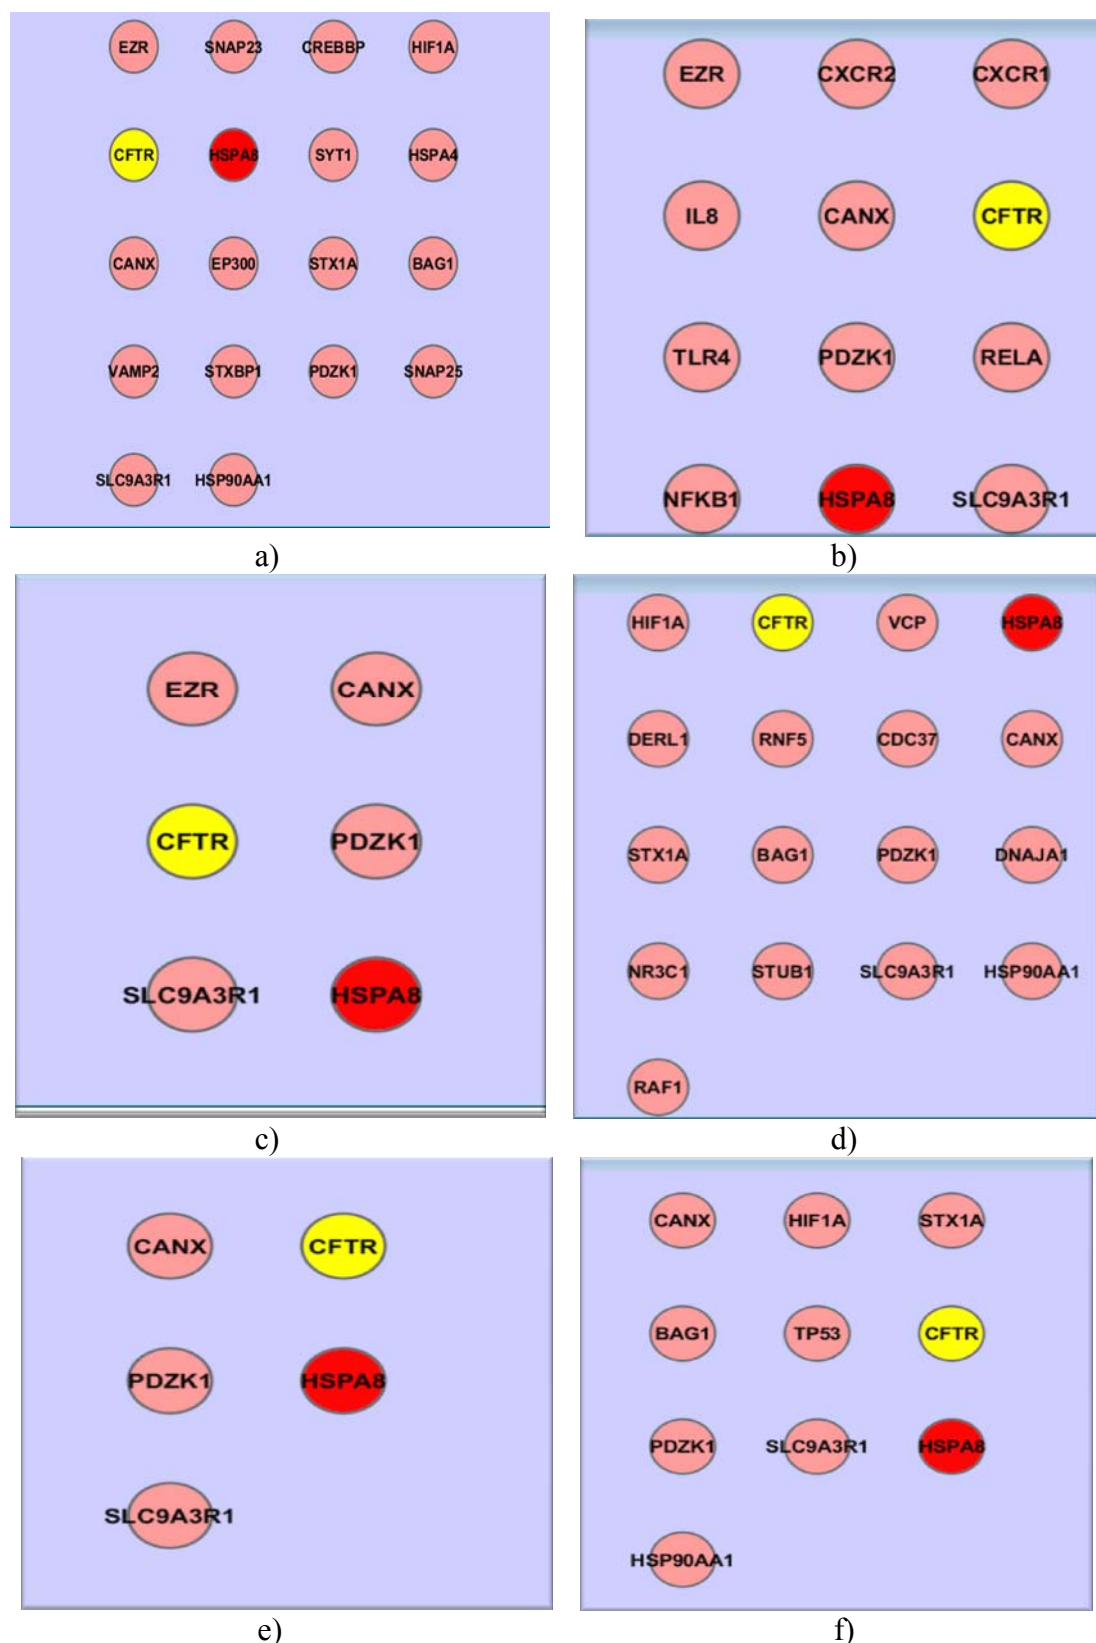 EZR SNAP23 CREBBP HIF1A
CFTR HSPA8 SYT1 HSPA4
CANX EP300 STX1A BAG1
VAMP2 STXBP1 PDZK1 SNAP25
SLC9A3R1 HSP90AA1
a)
EZR CXCR2 CXCR1
IL8 CANX CFTR
TLR4 PDZK1 RELA
NFKB1 HSPA8 SLC9A3R1
b)
EZR CANX
CFTR PDZK1
SLC9A3R1 HSPA8
c)
HIF1A CFTR VCP HSPA8
DERL1 RNF5 CDC37 CANX
STX1A BAG1 PDZK1 DNAJA1
NR3C1 STUB1 SLC9A3R1 HSP90AA1
RAF1
d)
CANX CFTR
PDZK1 HSPA8
SLC9A3R1
e)
CANX HIF1A STX1A
BAG1 TP53 CFTR
PDZK1 SLC9A3R1 HSPA8
HSP90AA1
f)